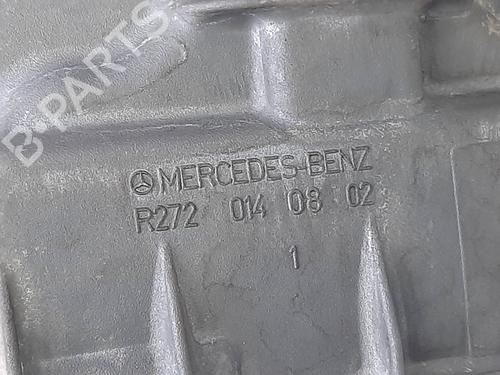 B-PARTS
MERCEDES-BENZ
R272 014 08 02
1